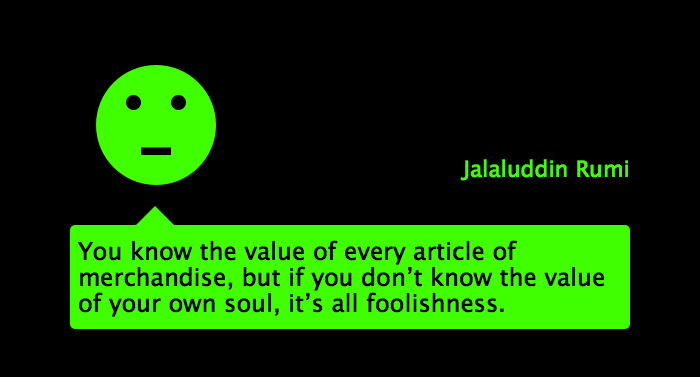 Jalaluddin Rumi
You know the value of every article of
merchandise, but if you don’t know the value
of your own soul, it’s all foolishness.